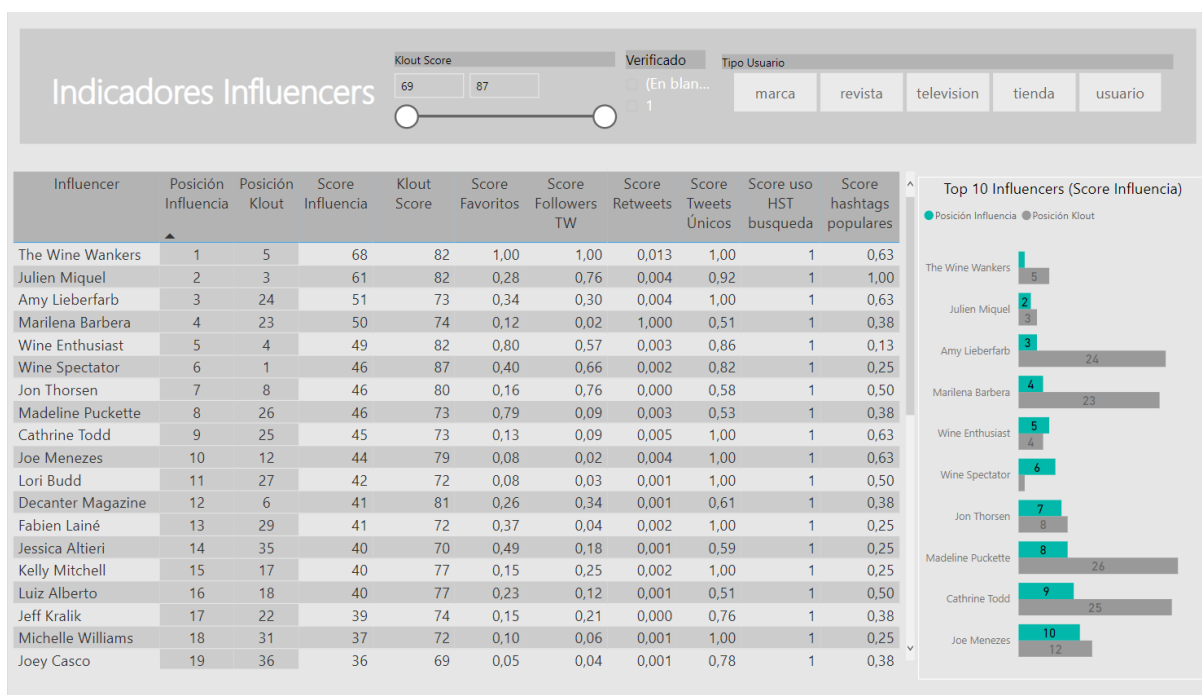 Indicadores Influencers
Klout Score
69 87
Verificado
(En blan...
1
Tipo Usuario
marca revista television tienda usuario
Influencer Posición Influencia Posición Klout Score Influencia Klout Score Score Favoritos Score Followers TW Score Retweets Score Tweets Únicos Score uso HST busqueda Score hashtags populares
The Wine Wankers 1 5 68 82 1,00 1,00 0,013 1,00 1 0,63
Julien Miquel 2 3 61 82 0,28 0,76 0,004 0,92 1 1,00
Amy Lieberfarb 3 24 51 73 0,34 0,30 0,004 1,00 1 0,63
Marilena Barbera 4 23 50 74 0,12 0,02 1,000 0,51 1 0,38
Wine Enthusiast 5 4 49 82 0,80 0,57 0,003 0,86 1 0,13
Wine Spectator 6 1 46 87 0,40 0,66 0,002 0,82 1 0,25
Jon Thorsen 7 8 46 80 0,16 0,76 0,000 0,58 1 0,50
Madeline Puckette 8 26 46 73 0,79 0,09 0,003 0,53 1 0,38
Cathrine Todd 9 25 45 73 0,13 0,09 0,005 1,00 1 0,63
Joe Menezes 10 12 44 79 0,08 0,02 0,004 1,00 1 0,63
Lori Budd 11 27 42 72 0,08 0,03 0,001 1,00 1 0,50
Decanter Magazine 12 6 41 81 0,26 0,34 0,001 0,61 1 0,38
Fabien Lainé 13 29 41 72 0,37 0,04 0,002 1,00 1 0,25
Jessica Altieri 14 35 40 70 0,49 0,18 0,001 0,59 1 0,25
Kelly Mitchell 15 17 40 77 0,15 0,25 0,002 1,00 1 0,25
Luiz Alberto 16 18 40 77 0,23 0,12 0,001 0,51 1 0,50
Jeff Kralik 17 22 39 74 0,15 0,21 0,000 0,76 1 0,38
Michelle Williams 18 31 37 72 0,10 0,06 0,001 1,00 1 0,25
Joey Casco 19 36 36 69 0,05 0,04 0,001 0,78 1 0,38
Top 10 Influencers (Score Influencia)
Posición Influencia Posición Klout
The Wine Wankers 5
Julien Miquel 2 3
Amy Lieberfarb 3 24
Marilena Barbera 4 23
Wine Enthusiast 5 4
Wine Spectator 6
Jon Thorsen 7 8
Madeline Puckette 8 26
Cathrine Todd 9 25
Joe Menezes 10 12